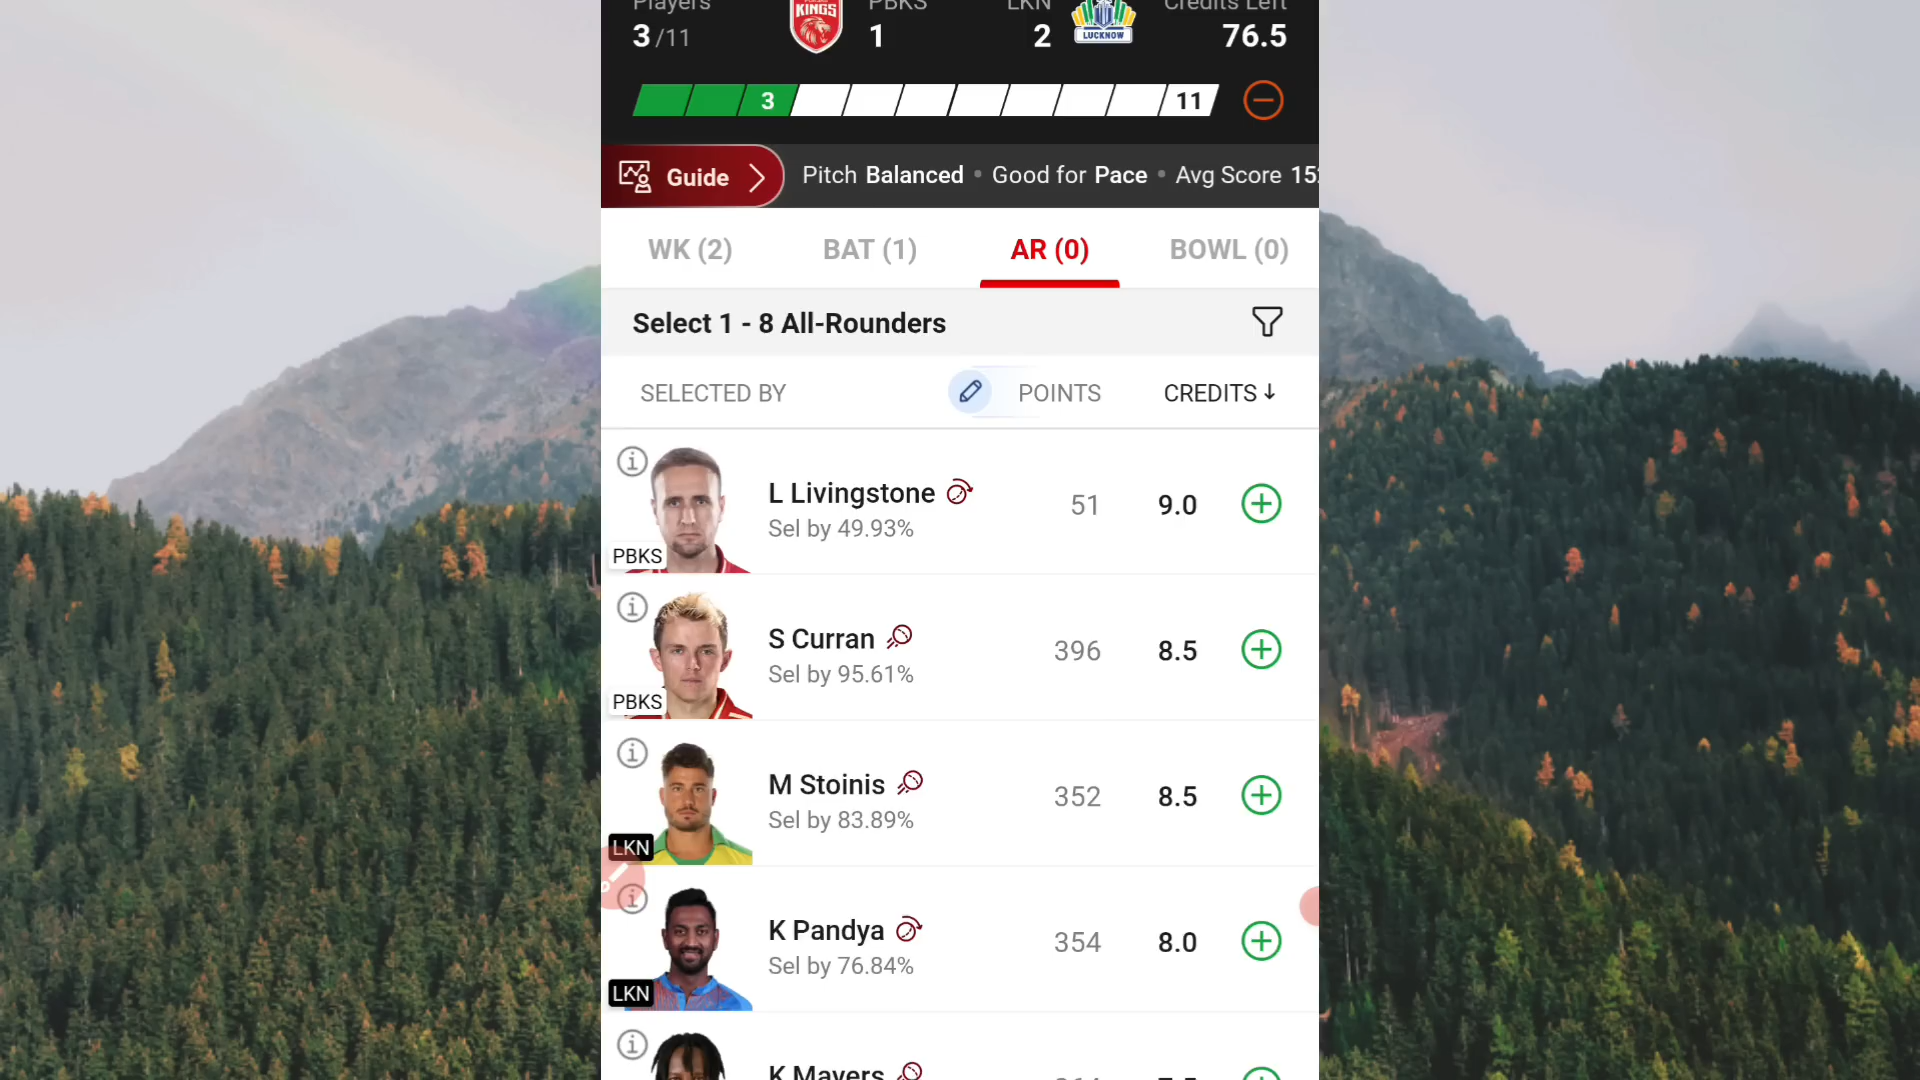 Players PBKS LKN Credits Left
3 /11 KINGS 1 2 LUCKNOW 76.5
3 11
Guide Pitch Balanced • Good for Pace • Avg Score
WK (2) BAT (1) AR (0) BOWL (0)
Select 1 - 8 All-Rounders
SELECTED BY POINTS CREDITS ↓
L Livingstone 51 9.0
Sel by 49.93%
PBKS
S Curran 396 8.5
Sel by 95.61%
PBKS
M Stoinis 352 8.5
Sel by 83.89%
LKN
K Pandya 354 8.0
Sel by 76.84%
LKN
K Mayers